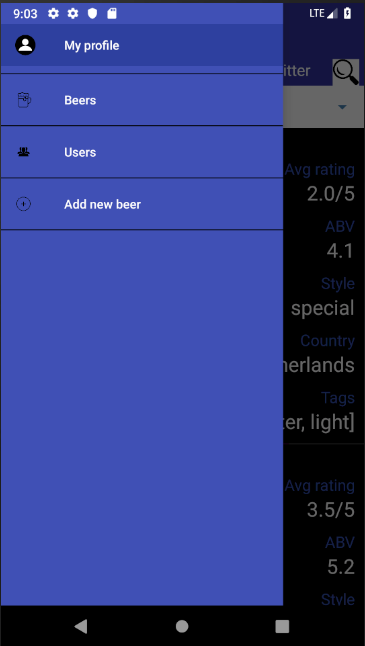 9:03 LTE
My profile
itter
Beers
Users
Add new beer
Avg rating
2.0/5
ABV
4.1
Style
special
Country
herlands
Tags
ter, light]
Avg rating
3.5/5
ABV
5.2
Style